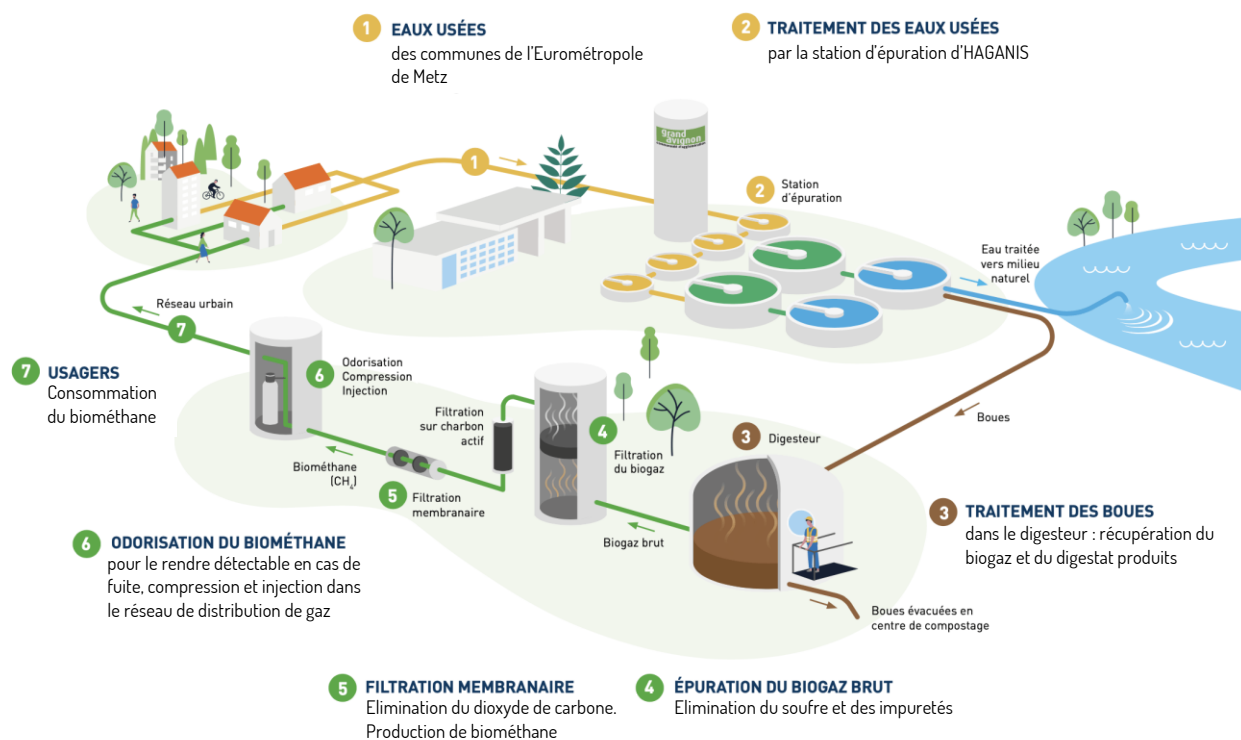 1 EAUX USÉES
des communes de l'Eurométropole
de Metz
2 TRAITEMENT DES EAUX USÉES
par la station d'épuration d'HAGANIS
grand
avignon
1
2 Station
d'épuration
Eau traitée
vers milieu
naturel
Réseau urbain
7
7 USAGERS
Consommation
du biométhane
6 Odorisation
Compression
Injection
Filtration
sur charbon
actif
4
Filtration
du biogaz
3 Digesteur
Boues
Biométhane
(CH4)
5 Filtration
membranaire
Biogaz brut
3 TRAITEMENT DES BOUES
dans le digesteur : récupération du
biogaz et du digestat produits
6 ODORISATION DU BIOMÉTHANE
pour le rendre détectable en cas de
fuite, compression et injection dans
le réseau de distribution de gaz
Boues évacuées en
centre de compostage
5 FILTRATION MEMBRANAIRE
Elimination du dioxyde de carbone.
Production de biométhane
4 ÉPURATION DU BIOGAZ BRUT
Elimination du soufre et des impuretés